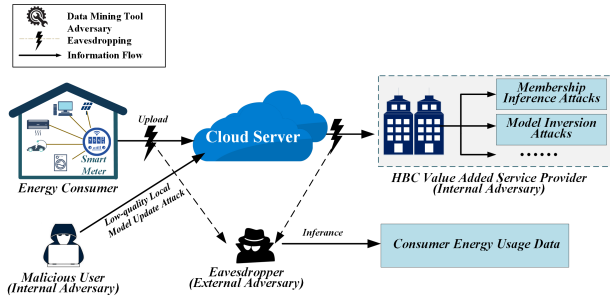 Data Mining Tool
Adversary
Eavesdropping
Information Flow
Upload
Cloud Server
Smart
Meter
Energy Consumer
Membership
Inference Attacks
Model Inversion
Attacks
......
HBC Value Added Service Provider
(Internal Adversary)
Low-quality Local
Model Update Attack
Malicious User
(Internal Adversary)
Eavesdropper
(External Adversary)
Inferance
Consumer Energy Usage Data